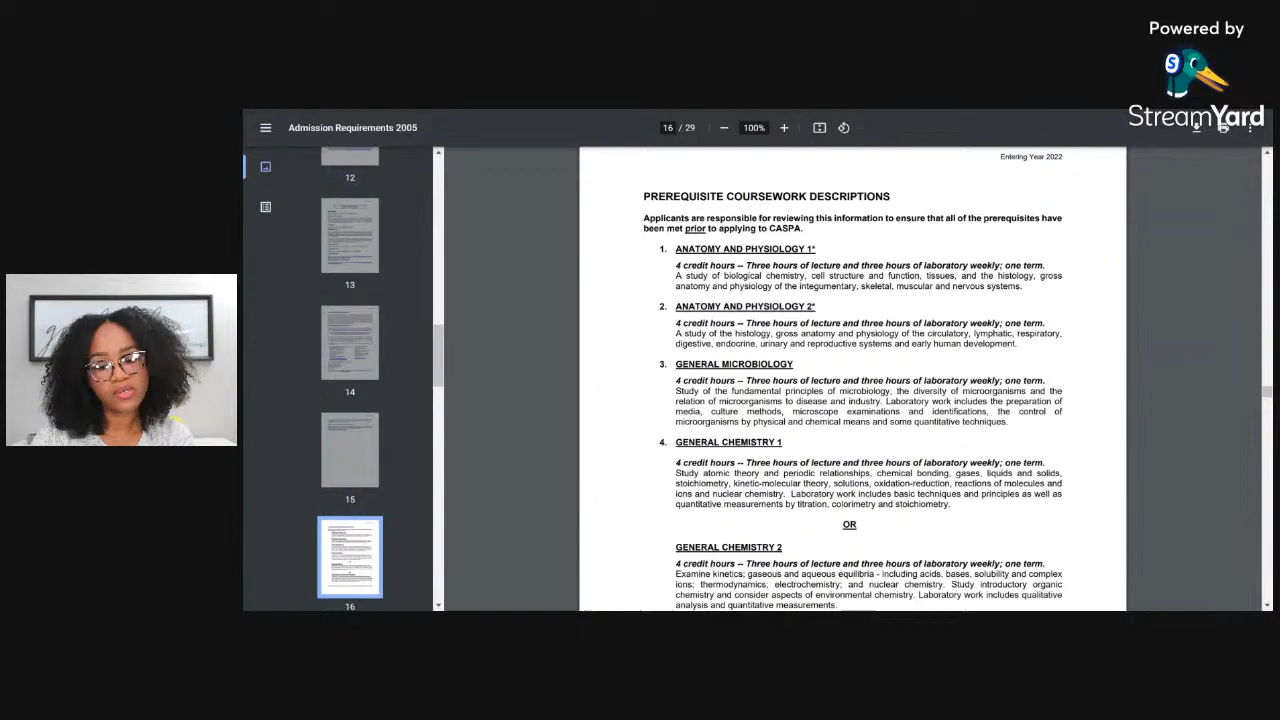 Powered by
StreamYard
Admission Requirements 2005
16 / 29
100%
12
13
14
15
16
Entering Year 2022
PREREQUISITE COURSEWORK DESCRIPTIONS
Applicants are responsible for reviewing this information to ensure that all of the prerequisites have
been met prior to applying to CASPA.
1. ANATOMY AND PHYSIOLOGY 1*
4 credit hours -- Three hours of lecture and three hours of laboratory weekly; one term.
A study of biological chemistry, cell structure and function, tissues, and the histology, gross
anatomy and physiology of the integumentary, skeletal, muscular and nervous systems.
2. ANATOMY AND PHYSIOLOGY 2*
4 credit hours -- Three hours of lecture and three hours of laboratory weekly; one term.
A study of the histology, gross anatomy and physiology of the circulatory, lymphatic, respiratory,
digestive, endocrine, urinary and reproductive systems and early human development.
3. GENERAL MICROBIOLOGY
4 credit hours -- Three hours of lecture and three hours of laboratory weekly; one term.
Study of the fundamental principles of microbiology, the diversity of microorganisms and the
relation of microorganisms to disease and industry. Laboratory work includes the preparation of
media, culture methods, microscope examinations and identifications, the control of
microorganisms by physical and chemical means and some quantitative techniques.
4. GENERAL CHEMISTRY 1
4 credit hours -- Three hours of lecture and three hours of laboratory weekly; one term.
Study atomic theory and periodic relationships, chemical bonding, gases, liquids and solids,
stoichiometry, kinetic-molecular theory, solutions, oxidation-reduction, reactions of molecules and
ions and nuclear chemistry. Laboratory work includes basic techniques and principles as well as
quantitative measurements by titration, colorimetry and stoichiometry.
OR
GENERAL CHEMISTRY 2
4 credit hours -- Three hours of lecture and three hours of laboratory weekly; one term.
Examine kinetics; gaseous and aqueous equilibria - including acids, bases, solubility and complex
ions; thermodynamics; electrochemistry; and nuclear chemistry. Study introductory organic
chemistry and consider aspects of environmental chemistry. Laboratory work includes qualitative
analysis and quantitative measurements.